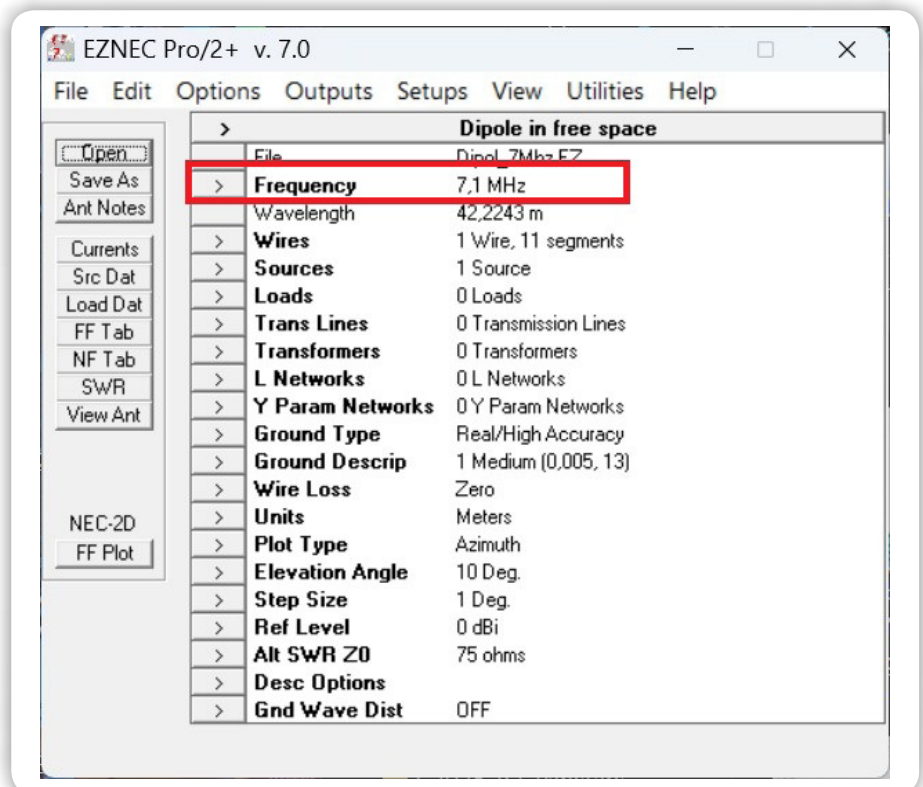 EZNEC Pro/2+ v. 7.0
File Edit Options Outputs Setups View Utilities Help
Open
Save As
Ant Notes
Currents
Src Dat
Load Dat
FF Tab
NF Tab
SWR
View Ant
NEC-2D
FF Plot
> Dipole in free space
File Dipol_7Mhz.EZ
> Frequency 7,1 MHz
Wavelength 42,2243 m
> Wires 1 Wire, 11 segments
> Sources 1 Source
> Loads 0 Loads
> Trans Lines 0 Transmission Lines
> Transformers 0 Transformers
> L Networks 0 L Networks
> Y Param Networks 0 Y Param Networks
> Ground Type Real/High Accuracy
> Ground Descrip 1 Medium (0,005, 13)
> Wire Loss Zero
> Units Meters
> Plot Type Azimuth
> Elevation Angle 10 Deg.
> Step Size 1 Deg.
> Ref Level 0 dBi
> Alt SWR Z0 75 ohms
> Desc Options
> Gnd Wave Dist OFF